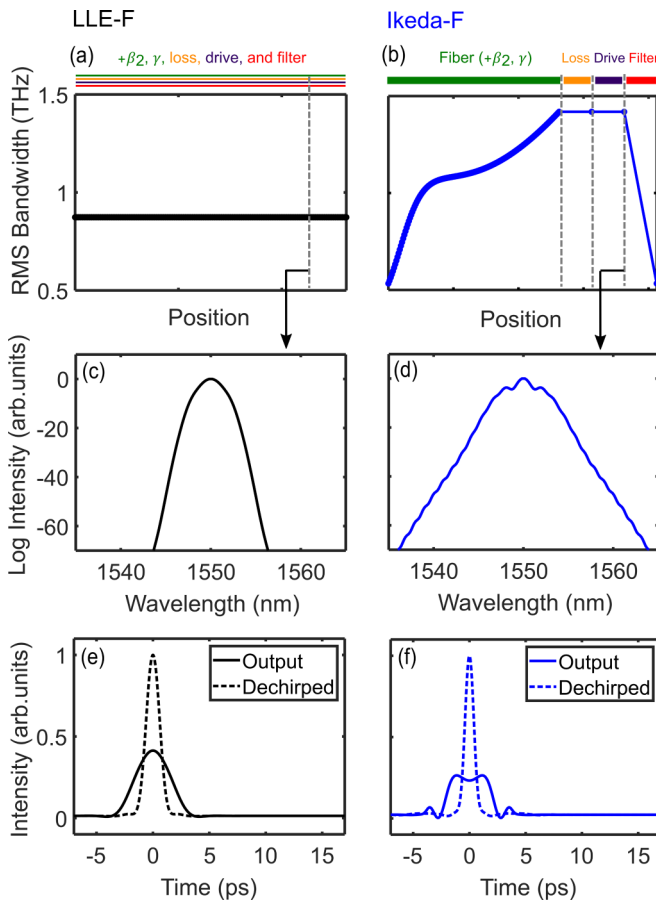 LLE-F
Ikeda-F
(a)
+β2, γ, loss, drive, and filter
(b)
Fiber (+β2, γ)
Loss
Drive
Filter
RMS Bandwidth (THz)
1.5
1
0.5
Position
Position
Log Intensity (arb.units)
(c)
0
-20
-40
-60
1540
1550
1560
Wavelength (nm)
(d)
1540
1550
1560
Wavelength (nm)
Intensity (arb.units)
(e)
1
0.5
0
Output
Dechirped
-5
0
5
10
15
Time (ps)
(f)
Output
Dechirped
-5
0
5
10
15
Time (ps)